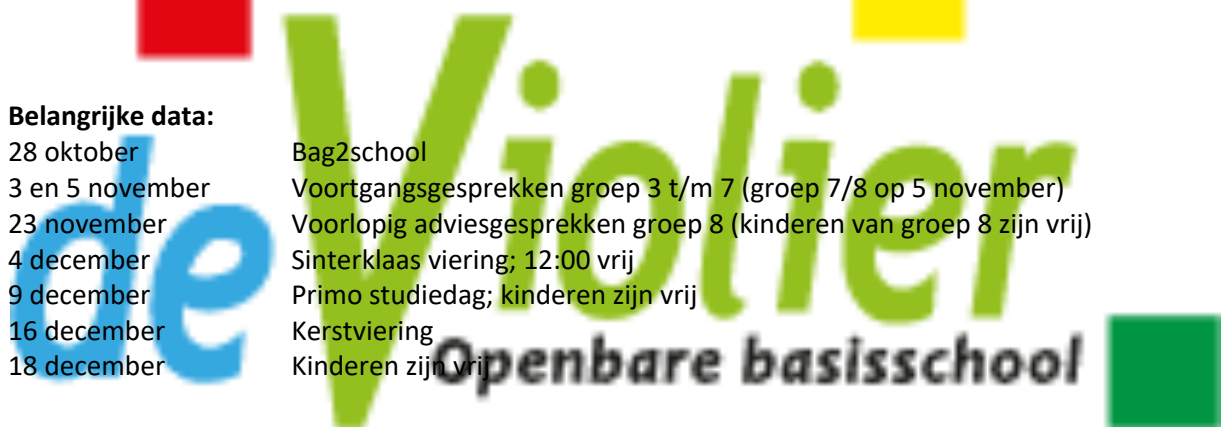 de Violier
Openbare basisschool
Belangrijke data:
28 oktober Bag2school
3 en 5 november Voortgangsgesprekken groep 3 t/m 7 (groep 7/8 op 5 november)
23 november Voorlopig adviesgesprekken groep 8 (kinderen van groep 8 zijn vrij)
4 december Sinterklaas viering; 12:00 vrij
9 december Primo studiedag; kinderen zijn vrij
16 december Kerstviering
18 december Kinderen zijn vrij